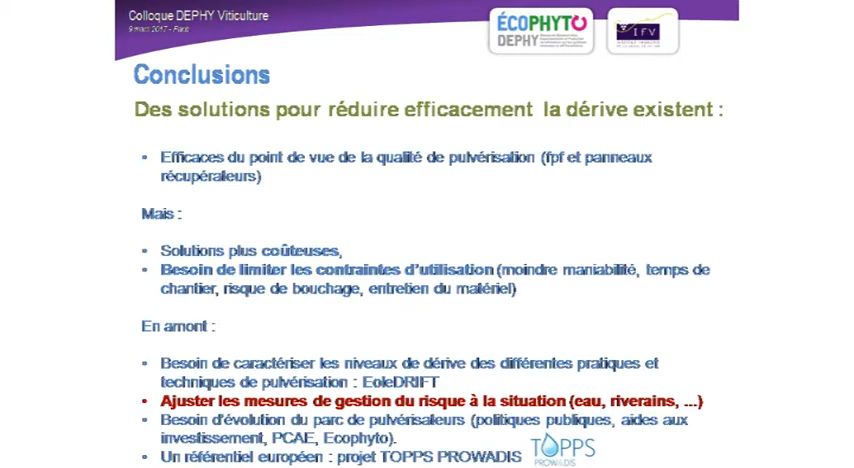 Colloque DEPHY Viticulture
9 mars 2017 - Paris
ÉCOPHYTO
DEPHY
IFV
Conclusions
Des solutions pour réduire efficacement la dérive existent :
• Efficaces du point de vue de la qualité de pulvérisation (fpf et panneaux
récupérateurs)
Mais :
• Solutions plus coûteuses,
• Besoin de limiter les contraintes d'utilisation (moindre maniabilité, temps de
chantier, risque de bouchage, entretien du matériel)
En amont :
• Besoin de caractériser les niveaux de dérive des différentes pratiques et
techniques de pulvérisation : EoleDRIFT
• Ajuster les mesures de gestion du risque à la situation (eau, riverains, ...)
• Besoin d'évolution du parc de pulvérisateurs (politiques publiques, aides aux
investissement, PCAE, Ecophyto).
• Un référentiel européen : projet TOPPS PROWADIS
TOPPS
PROWADIS